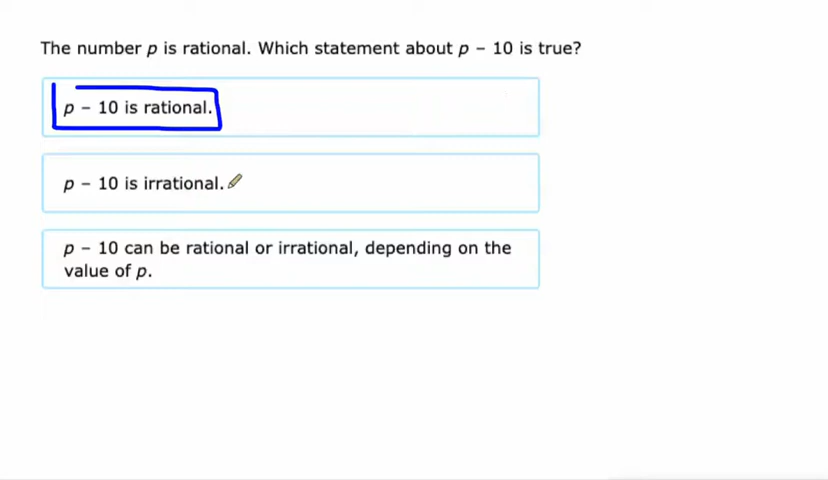 The number p is rational. Which statement about p – 10 is true?
p – 10 is rational.
p – 10 is irrational.
p – 10 can be rational or irrational, depending on the
value of p.